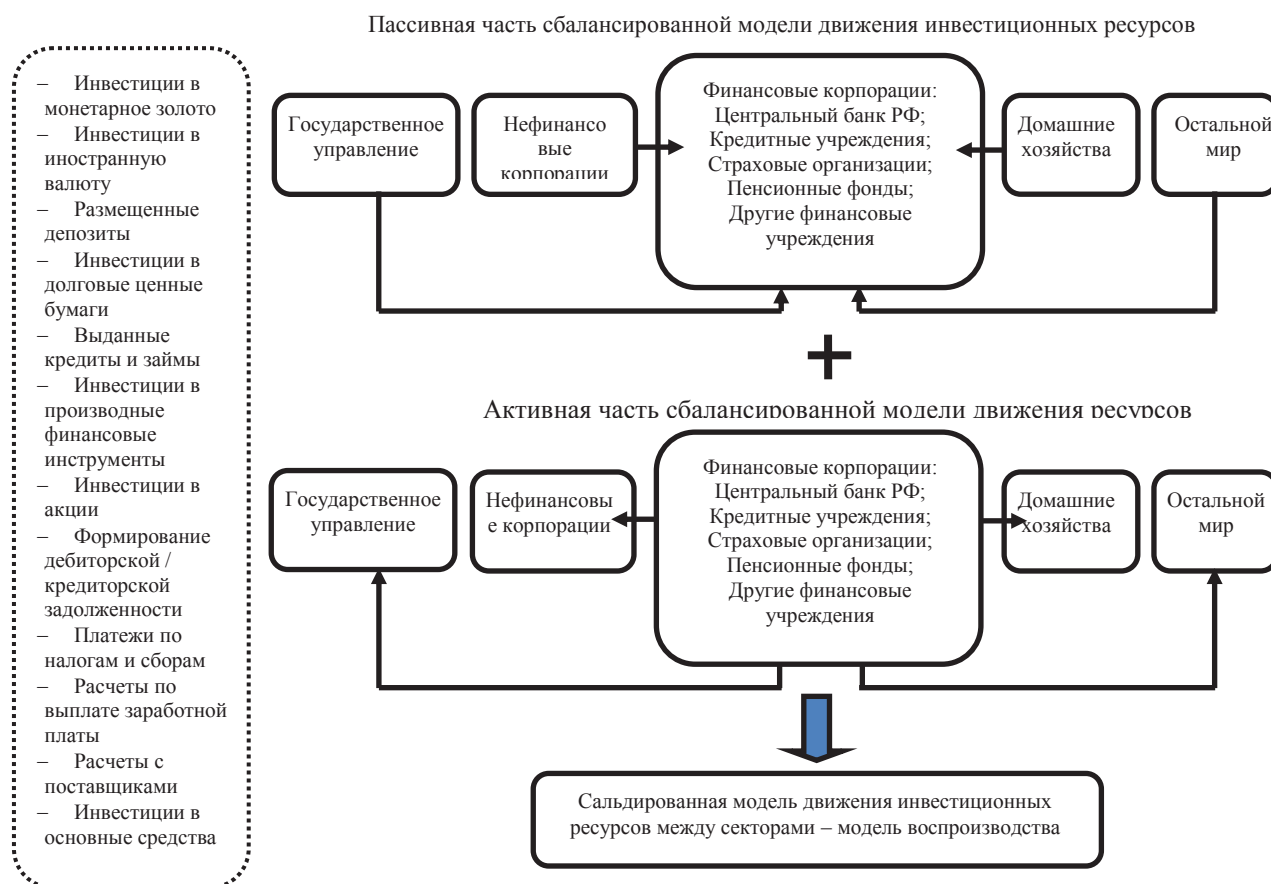 Пассивная часть сбалансированной модели движения инвестиционных ресурсов
– Инвестиции в
монетарное золото
– Инвестиции в
иностранную
валюту
– Размещенные
депозиты
– Инвестиции в
долговые ценные
бумаги
– Выданные
кредиты и займы
– Инвестиции в
производные
финансовые
инструменты
– Инвестиции в
акции
– Формирование
дебиторской /
кредиторской
задолженности
– Платежи по
налогам и сборам
– Расчеты по
выплате заработной
платы
– Расчеты с
поставщиками
– Инвестиции в
основные средства
Государственное
управление
Нефинансо
вые
корпорации
Финансовые корпорации:
Центральный банк РФ;
Кредитные учреждения;
Страховые организации;
Пенсионные фонды;
Другие финансовые
учреждения
Домашние
хозяйства
Остальной
мир
+
Активная часть сбалансированной модели движения ресурсов
Государственное
управление
Нефинансовы
е корпорации
Финансовые корпорации:
Центральный банк РФ;
Кредитные учреждения;
Страховые организации;
Пенсионные фонды;
Другие финансовые
учреждения
Домашние
хозяйства
Остальной
мир
Сальдированная модель движения инвестиционных
ресурсов между секторами – модель воспроизводства